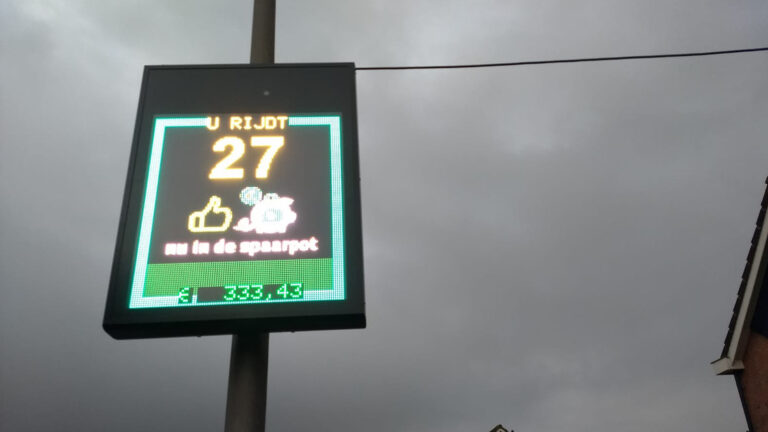 U RIJDT
27
nu in de spaarpot
€ 333,43